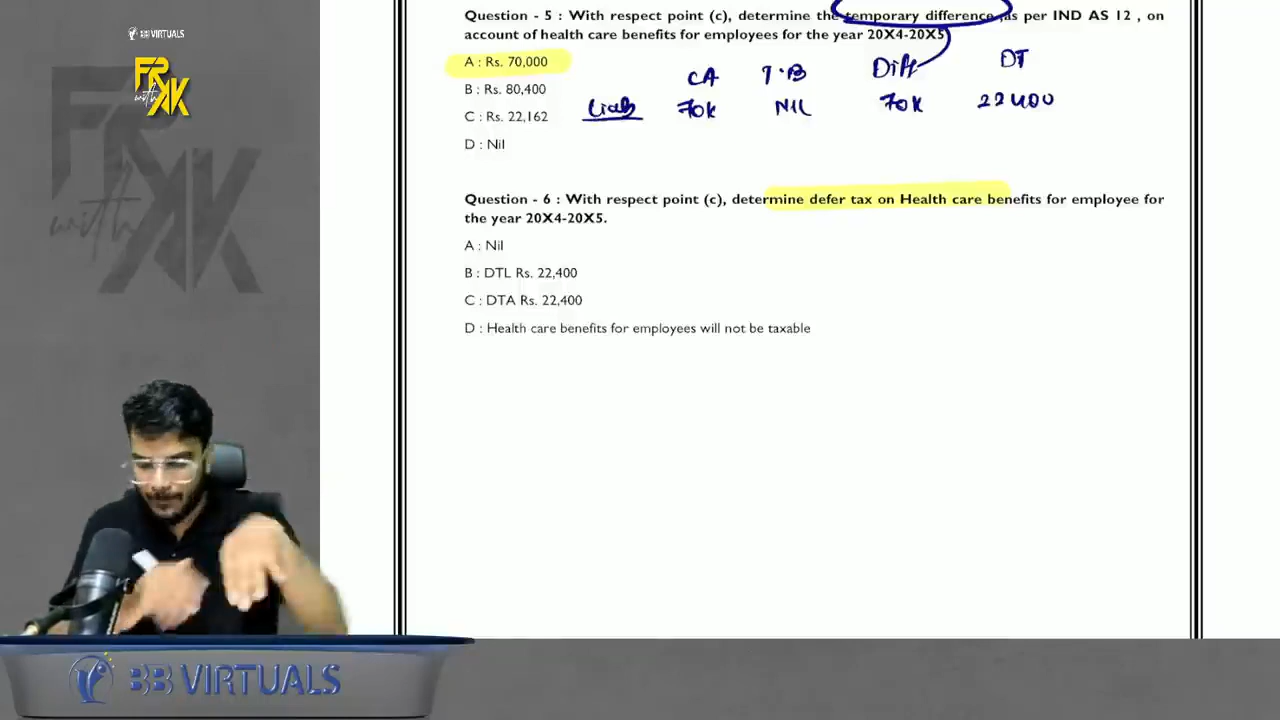 Question - 5 : With respect point (c), determine the temporary difference ,as per IND AS 12 , on
account of health care benefits for employees for the year 20X4-20X5
A : Rs. 70,000
B : Rs. 80,400
C : Rs. 22,162
D : Nil
CA T.B Diff DT
Liab 70K NIL 70K 22400
Question - 6 : With respect point (c), determine defer tax on Health care benefits for employee for
the year 20X4-20X5.
A : Nil
B : DTL Rs. 22,400
C : DTA Rs. 22,400
D : Health care benefits for employees will not be taxable
BB VIRTUALS
FR
with AK
FR
with AK
BB VIRTUALS